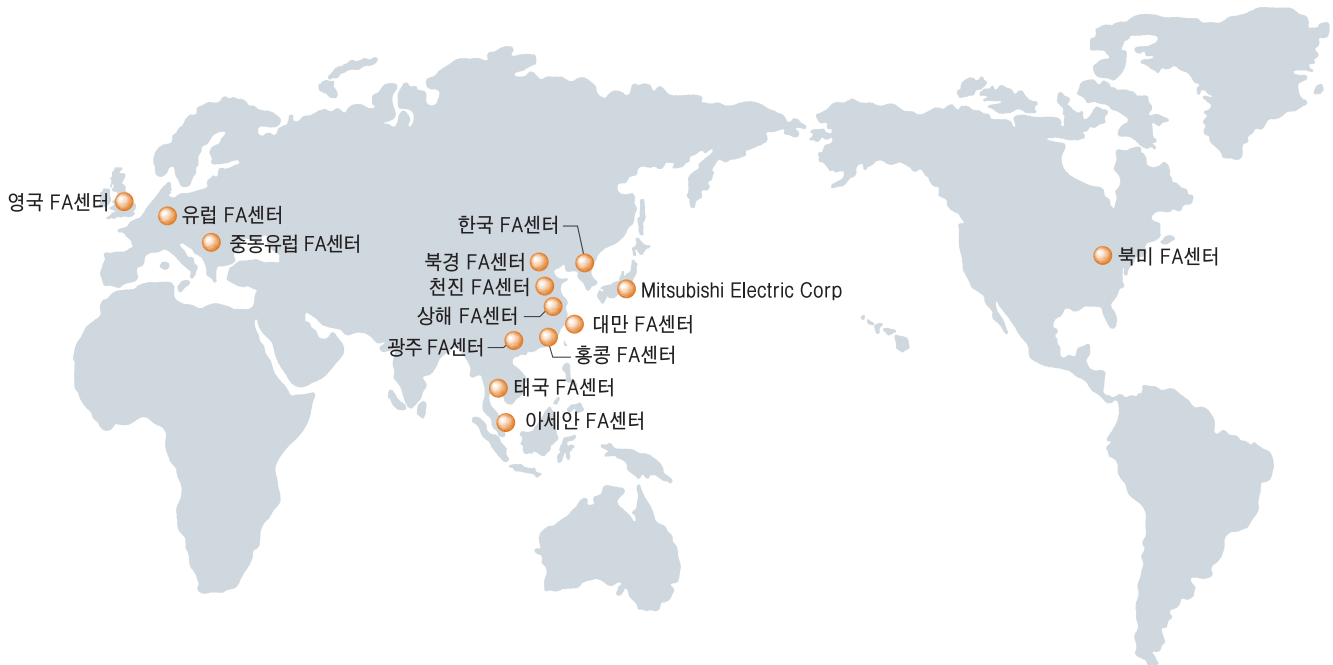 영국 FA센터
유럽 FA센터
중동유럽 FA센터
한국 FA센터
북경 FA센터
천진 FA센터
상해 FA센터
광주 FA센터
Mitsubishi Electric Corp
대만 FA센터
홍콩 FA센터
태국 FA센터
아세안 FA센터
북미 FA센터